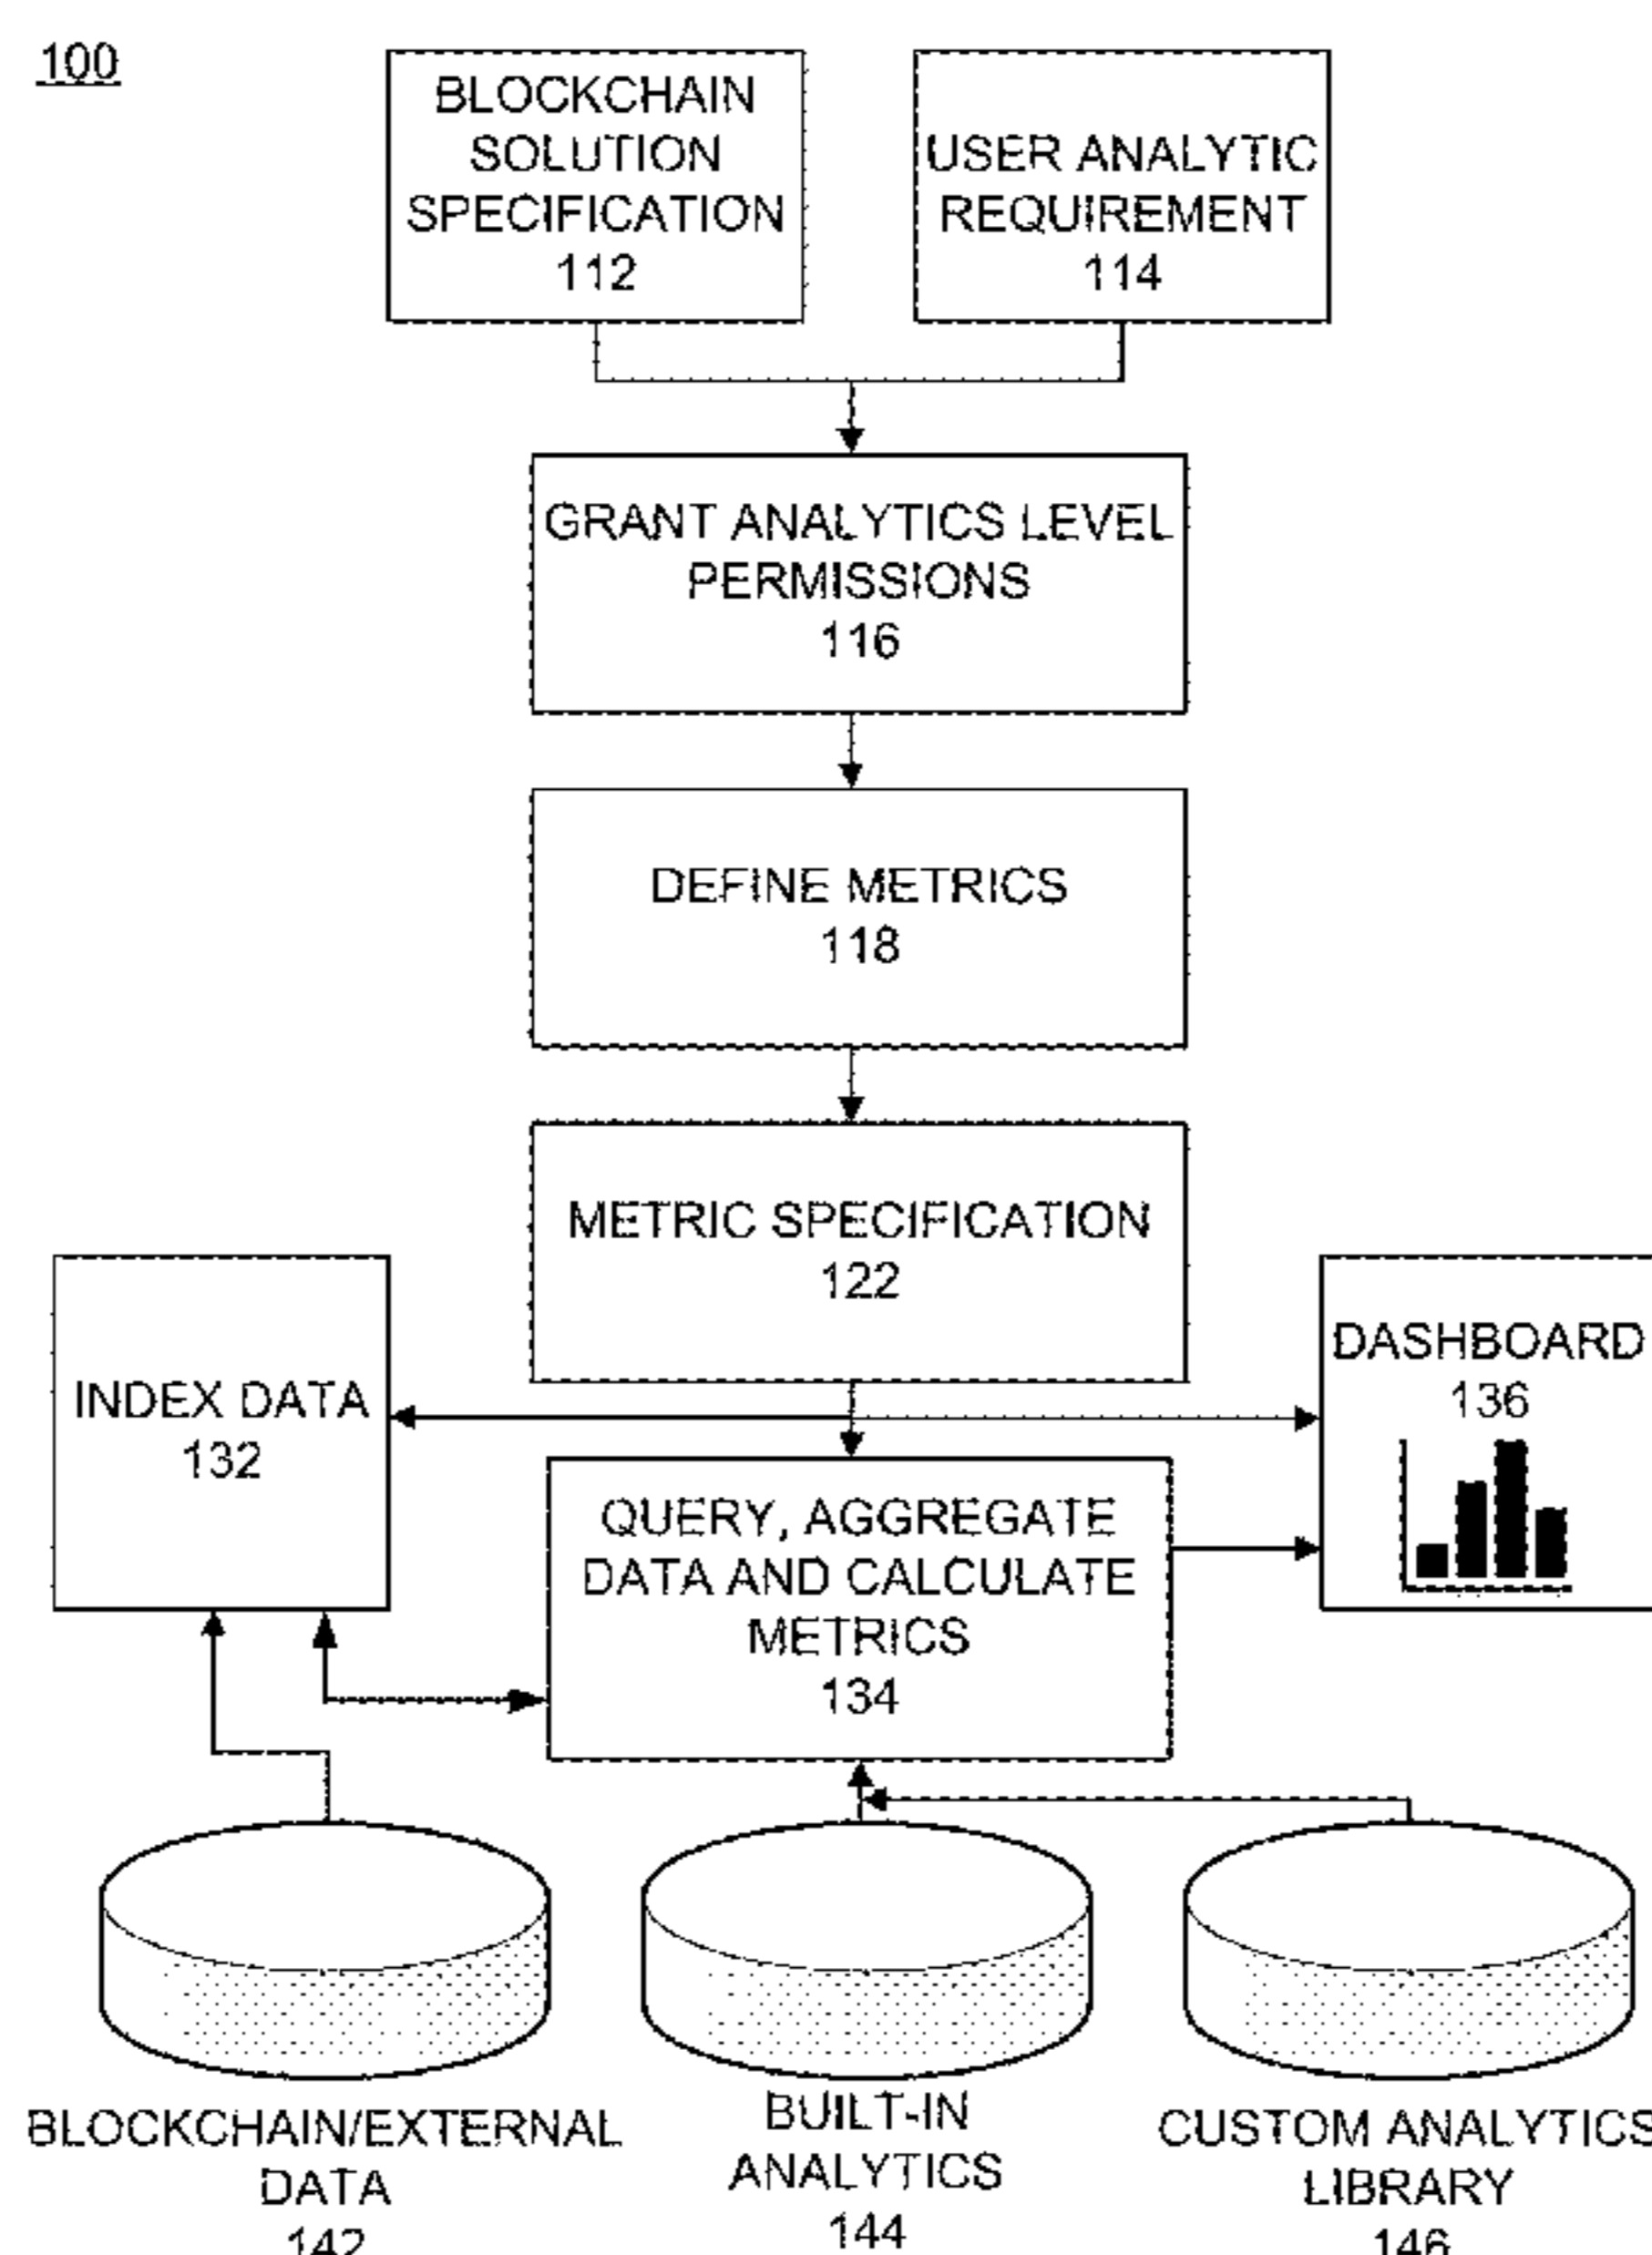 100
BLOCKCHAIN
SOLUTION
SPECIFICATION
112
USER ANALYTIC
REQUIREMENT
114
GRANT ANALYTICS LEVEL
PERMISSIONS
116
DEFINE METRICS
118
METRIC SPECIFICATION
122
INDEX DATA
132
DASHBOARD
136
QUERY, AGGREGATE
DATA AND CALCULATE
METRICS
134
BLOCKCHAIN/EXTERNAL
DATA
142
BUILT-IN
ANALYTICS
144
CUSTOM ANALYTICS
LIBRARY
146